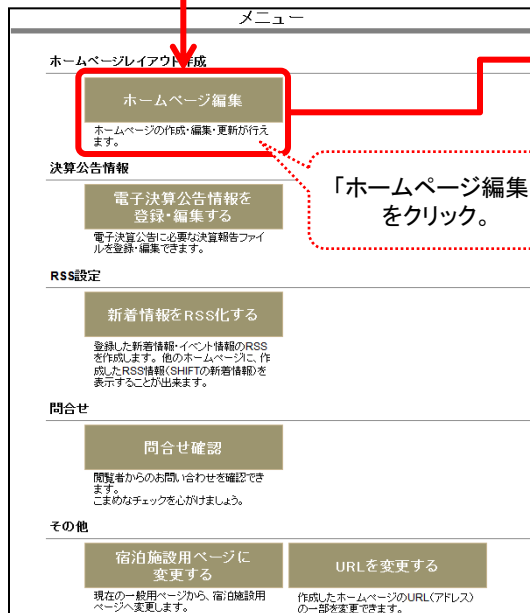 メニュー
ホームページレイアウト作成
ホームページ編集
ホームページの作成・編集・更新が行え
ます。
「ホームページ編集
をクリック。
決算公告情報
電子決算公告情報を
登録・編集する
電子決算公告に必要な決算報告ファイ
ルを登録・編集できます。
RSS設定
新着情報をRSS化する
登録した新着情報・イベント情報のRSS
を作成します。他のホームページに、作
成したRSS情報(SHIFTの新着情報)を
表示することが出来ます。
問合せ
問合せ確認
閲覧者からのお問い合わせを確認でき
ます。
こまめなチェックを心がけましょう。
その他
宿泊施設用ページに
変更する
現在の一般用ページから、宿泊施設用
ページへ変更します。
URLを変更する
作成したホームページのURL(アドレス)
の一部を変更できます。